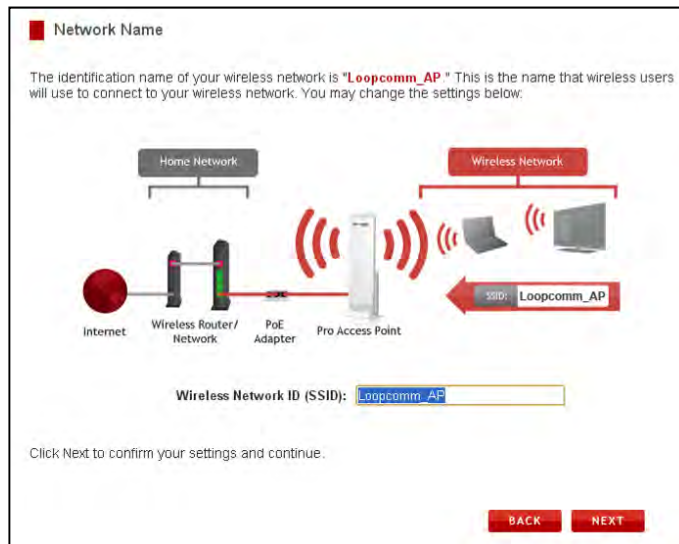 Network Name
The identification name of your wireless network is "Loopcomm_AP." This is the name that wireless users
will use to connect to your wireless network. You may change the settings below:
Home Network
Wireless Network
SSID: Loopcomm_AP
Internet
Wireless Router/
Network
PoE
Adapter
Pro Access Point
Wireless Network ID (SSID): Loopcomm_AP
Click Next to confirm your settings and continue.
BACK
NEXT